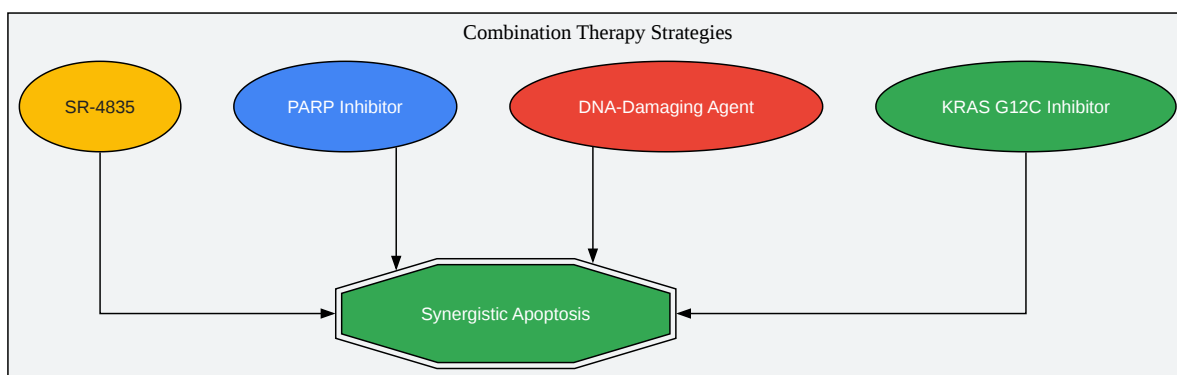 Combination Therapy Strategies
SR-4835
PARP Inhibitor
DNA-Damaging Agent
KRAS G12C Inhibitor
Synergistic Apoptosis